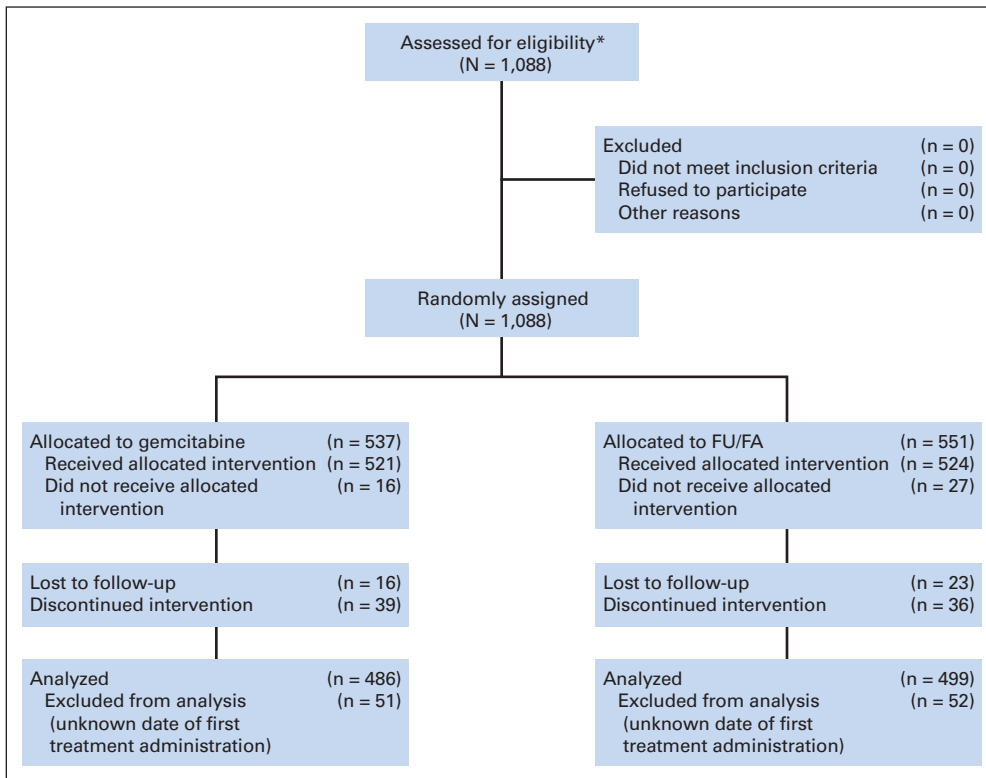 Assessed for eligibility*
(N = 1,088)
Excluded (n = 0)
Did not meet inclusion criteria (n = 0)
Refused to participate (n = 0)
Other reasons (n = 0)
Randomly assigned
(N = 1,088)
Allocated to gemcitabine (n = 537)
Received allocated intervention (n = 521)
Did not receive allocated (n = 16)
intervention
Allocated to FU/FA (n = 551)
Received allocated intervention (n = 524)
Did not receive allocated (n = 27)
intervention
Lost to follow-up (n = 16)
Discontinued intervention (n = 39)
Lost to follow-up (n = 23)
Discontinued intervention (n = 36)
Analyzed (n = 486)
Excluded from analysis (n = 51)
(unknown date of first
treatment administration)
Analyzed (n = 499)
Excluded from analysis (n = 52)
(unknown date of first
treatment administration)